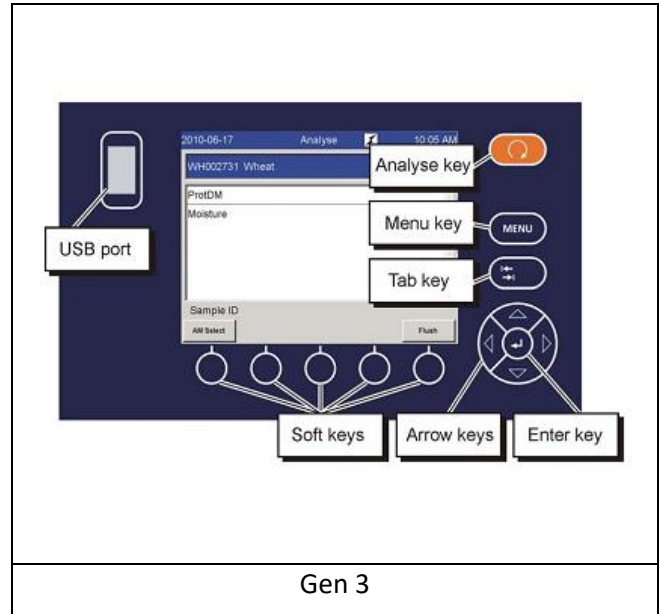 2010-06-17 Analyse 10:05 AM
WH002731 Wheat
Analyse key
ProtDM
Moisture
Menu key
MENU
USB port
Tab key
Sample ID
AM Select Flush
Soft keys
Arrow keys
Enter key
Gen 3